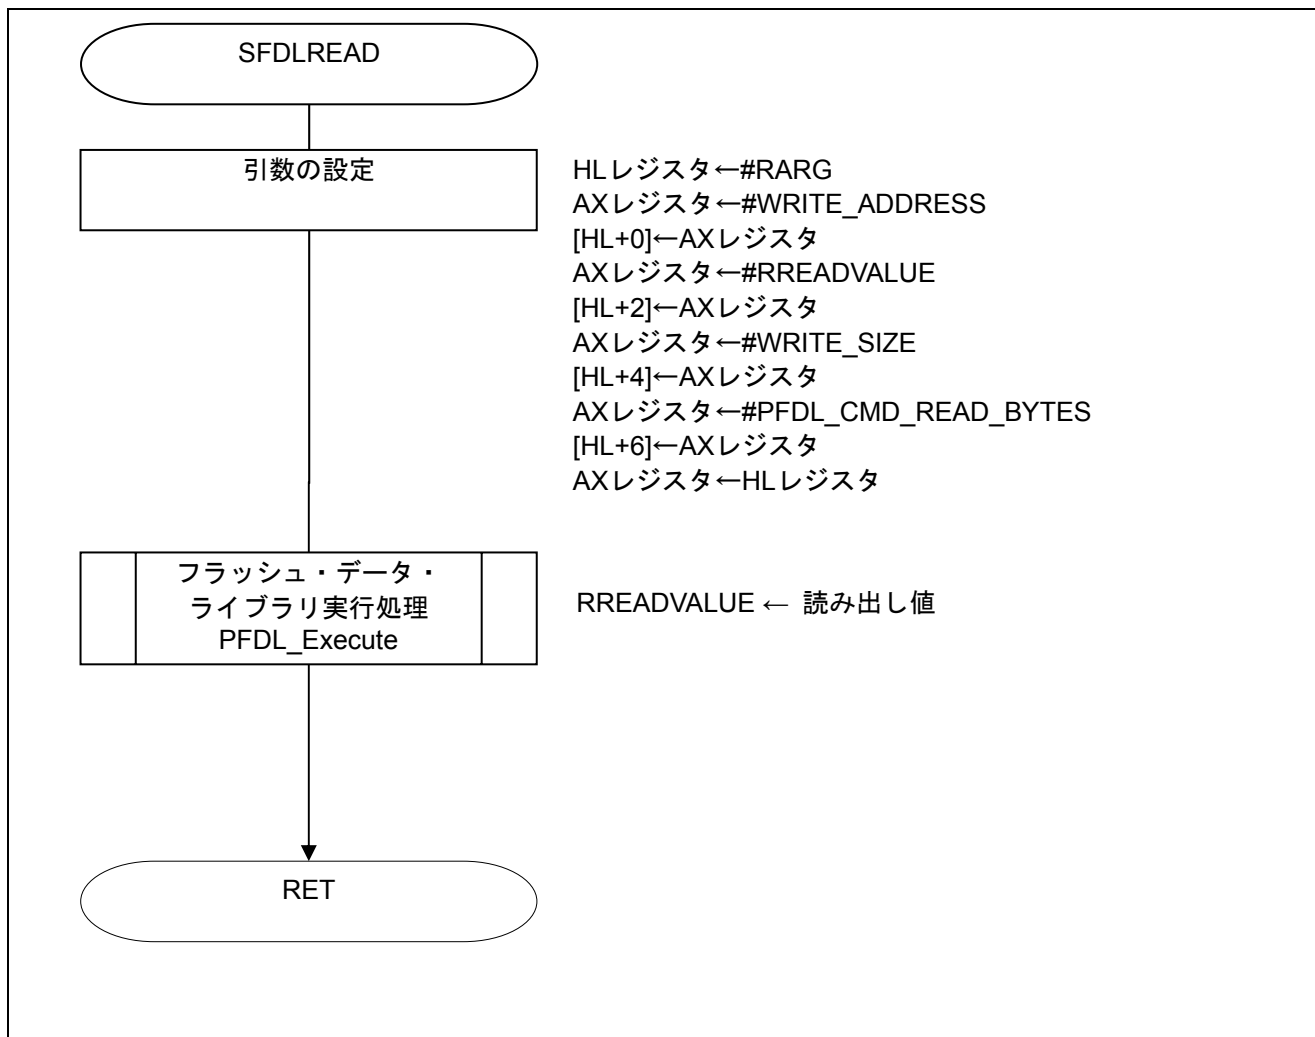 SFDLREAD
引数の設定
HLレジスタ←#RARG
AXレジスタ←#WRITE_ADDRESS
[HL+0]←AXレジスタ
AXレジスタ←#RREADVALUE
[HL+2]←AXレジスタ
AXレジスタ←#WRITE_SIZE
[HL+4]←AXレジスタ
AXレジスタ←#PFDL_CMD_READ_BYTES
[HL+6]←AXレジスタ
AXレジスタ←HLレジスタ
フラッシュ・データ・
ライブラリ実行処理
PFDL_Execute
RREADVALUE ← 読み出し値
RET